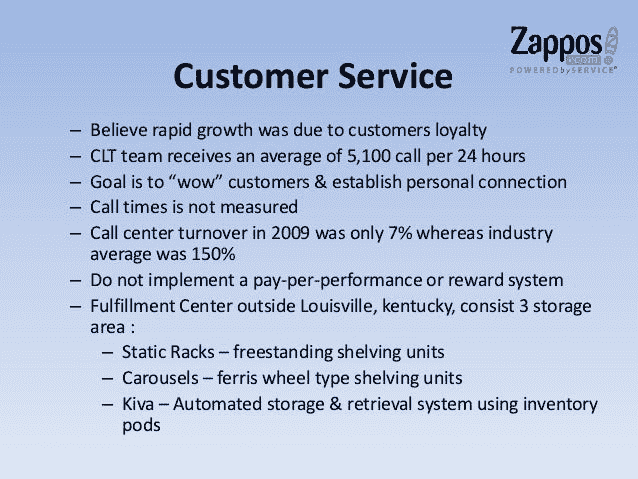 Zappos
.com
POWERED by SERVICE®
Customer Service
– Believe rapid growth was due to customers loyalty
– CLT team receives an average of 5,100 call per 24 hours
– Goal is to “wow” customers & establish personal connection
– Call times is not measured
– Call center turnover in 2009 was only 7% whereas industry
average was 150%
– Do not implement a pay-per-performance or reward system
– Fulfillment Center outside Louisville, kentucky, consist 3 storage
area :
– Static Racks – freestanding shelving units
– Carousels – ferris wheel type shelving units
– Kiva – Automated storage & retrieval system using inventory
pods